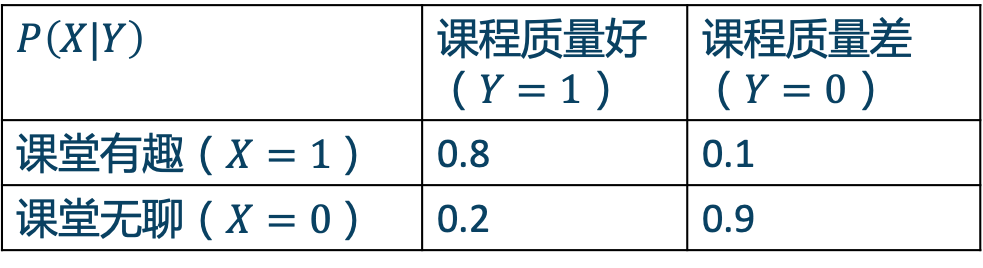 P(X|Y)
课程质量好
（Y = 1）
课程质量差
（Y = 0）
课堂有趣（X = 1）
0.8
0.1
课堂无聊（X = 0）
0.2
0.9